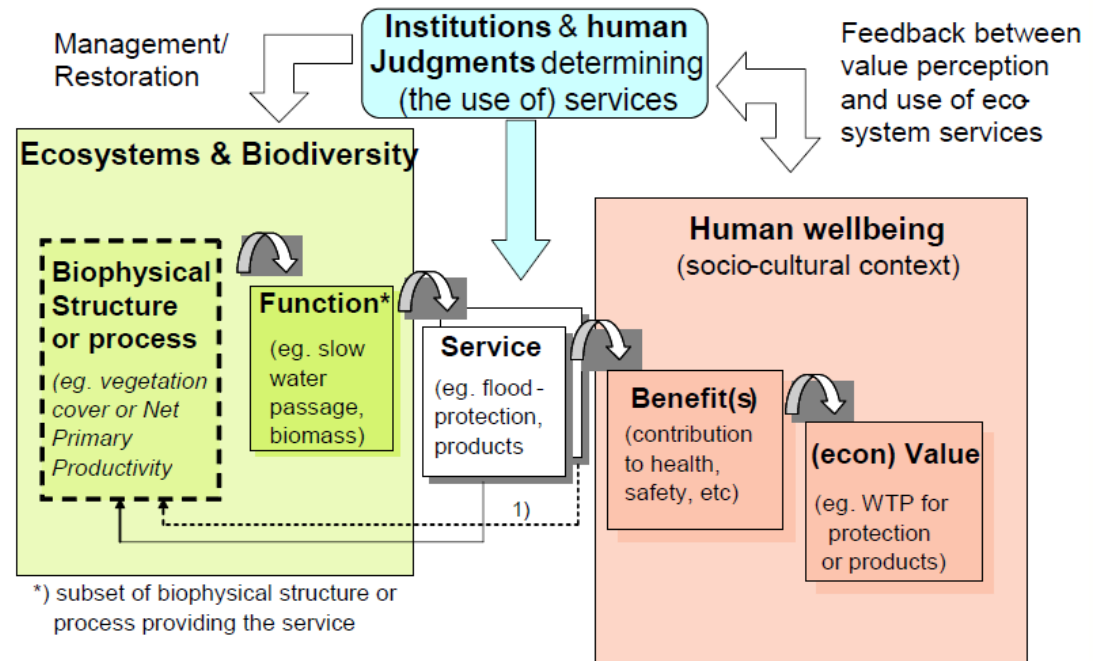 Management/
Restoration
Institutions & human
Judgments determining
(the use of) services
Feedback between
value perception
and use of eco-
system services
Ecosystems & Biodiversity
Biophysical
Structure
or process
(eg. vegetation
cover or Net
Primary
Productivity
Function*
(eg. slow
water
passage,
biomass)
Service
(eg. flood-
protection,
products
1)
Human wellbeing
(socio-cultural context)
Benefit(s)
(contribution
to health,
safety, etc)
(econ) Value
(eg. WTP for
protection
or products)
*) subset of biophysical structure or
process providing the service